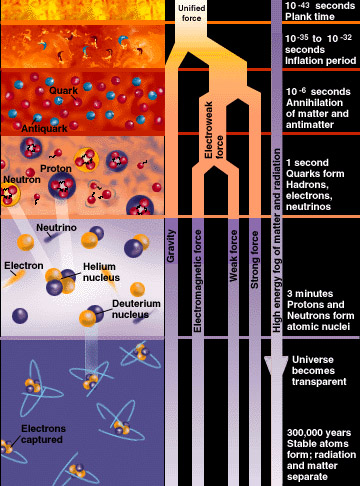 Unified
force
10-43 seconds
Plank time
10-35 to 10-32
seconds
Inflation period
Quark
Antiquark
10-6 seconds
Annihilation
of matter and
antimatter
Electroweak
force
Proton
Neutron
1 second
Quarks form
Hadrons,
electrons,
neutrinos
Gravity
Electromagnetic force
Weak force
Strong force
High energy fog of matter and radiation
Neutrino
Electron
Helium
nucleus
Deuterium
nucleus
3 minutes
Protons and
Neutrons form
atomic nuclei
Universe
becomes
transparent
Electrons
captured
300,000 years
Stable atoms
form; radiation
and matter
separate